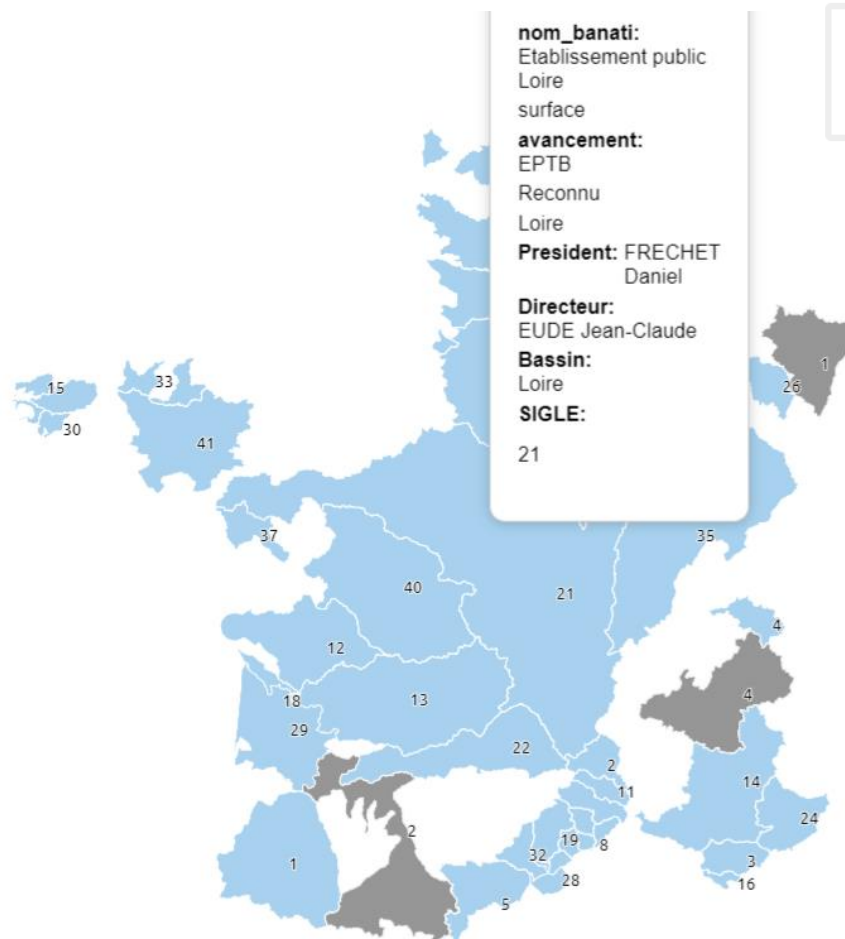 nom_banati:
Etablissement public
Loire
surface
avancement:
EPTB
Reconnu
Loire
President: FRECHET
Daniel
Directeur:
EUDE Jean-Claude
Bassin:
Loire
SIGLE:
21
1
26
15
33
30
41
37
35
40
21
4
12
4
18
13
29
22
2
11
14
24
2
19
8
32
1
3
28
16
5